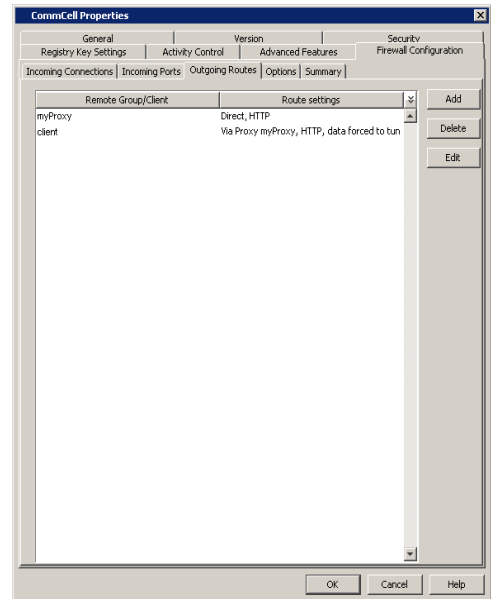 CommCell Properties
General Version Security
Registry Key Settings Activity Control Advanced Features Firewall Configuration
Incoming Connections Incoming Ports Outgoing Routes Options Summary
Remote Group/Client Route settings Add
myProxy Direct, HTTP
client Via Proxy myProxy, HTTP, data forced to tun Delete
Edit
OK Cancel Help